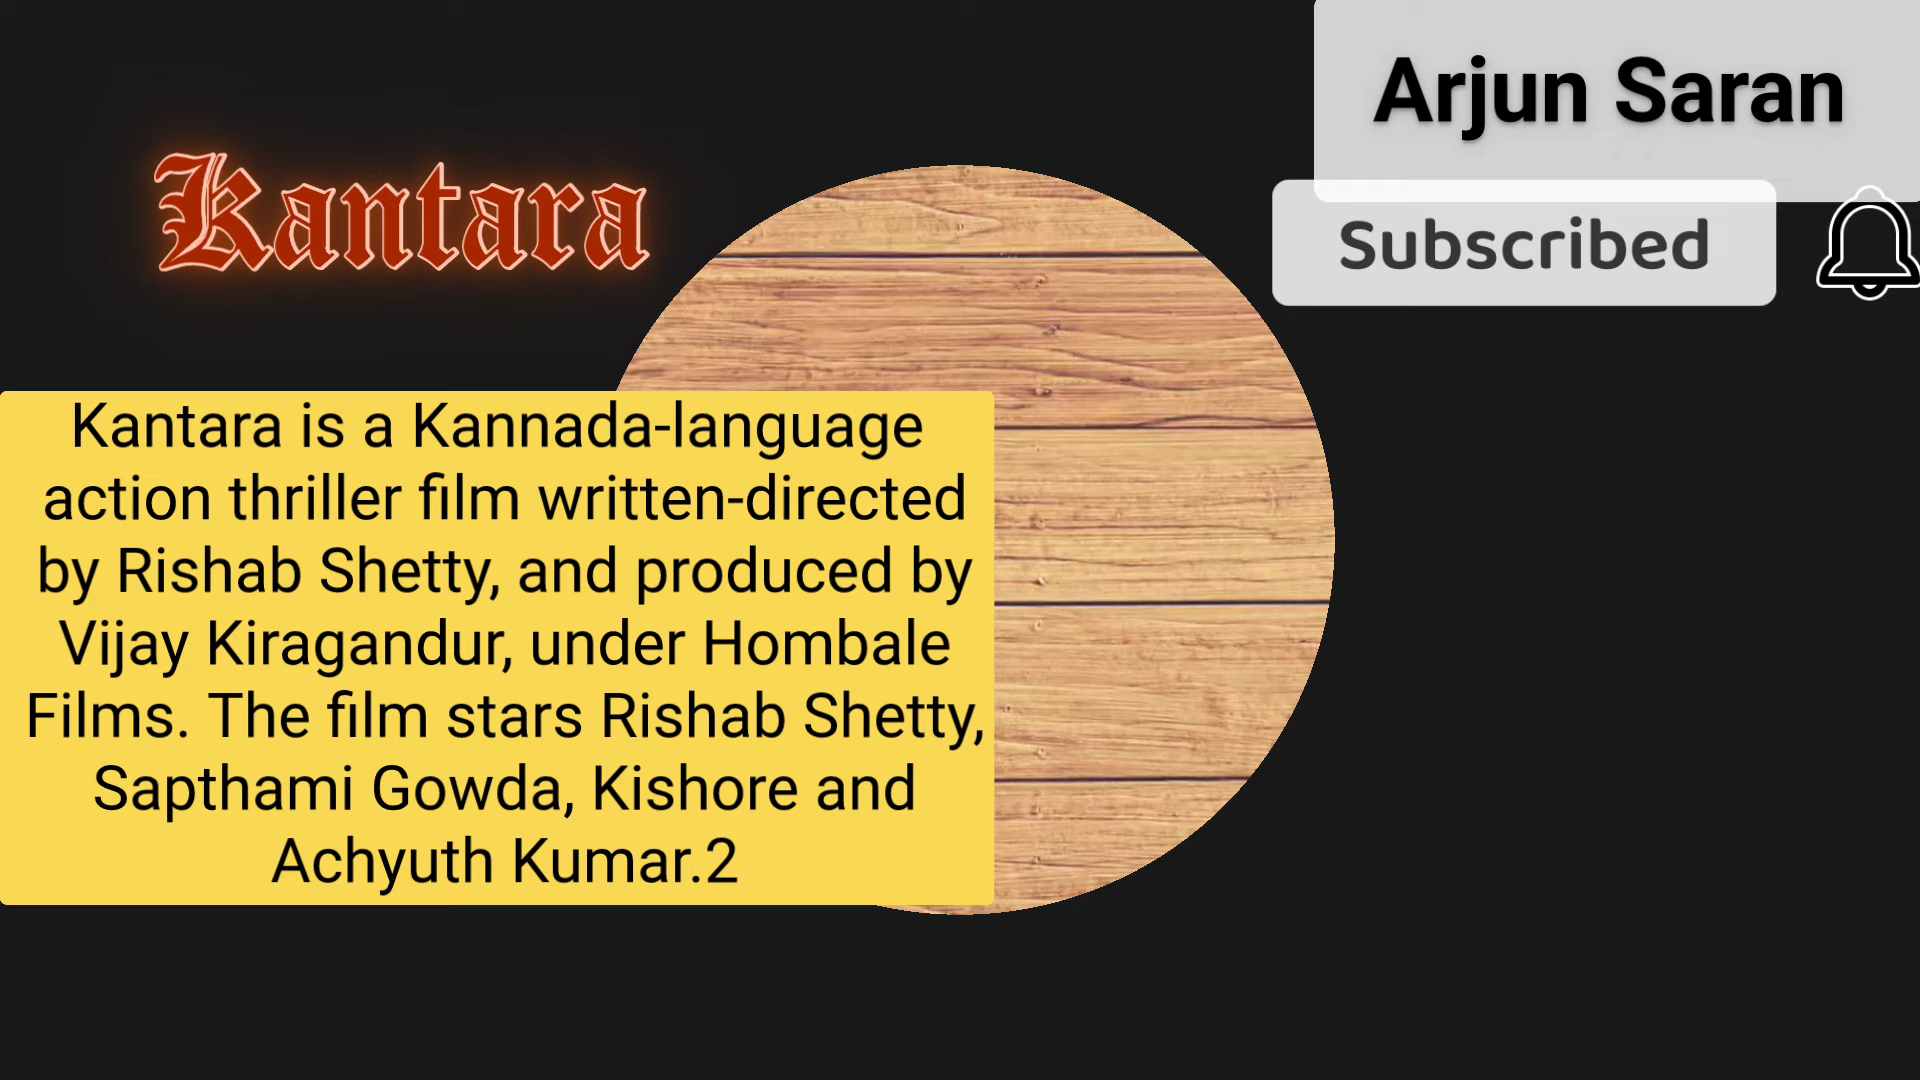 Arjun Saran
Kantara
Subscribed
Kantara is a Kannada-language
action thriller film written-directed
by Rishab Shetty, and produced by
Vijay Kiragandur, under Hombale
Films. The film stars Rishab Shetty,
Sapthami Gowda, Kishore and
Achyuth Kumar.2